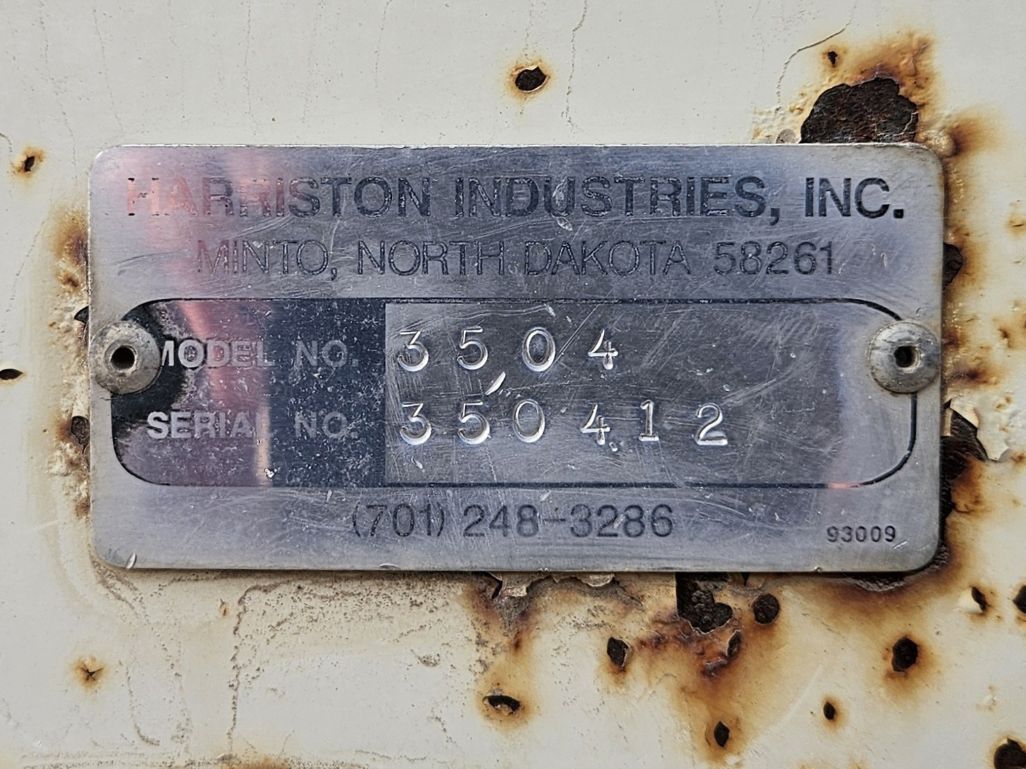 HARRISTON INDUSTRIES, INC.
MINTO, NORTH DAKOTA 58261
MODEL NO. 3504
SERIAL NO. 350412
(701) 248-3286
93009